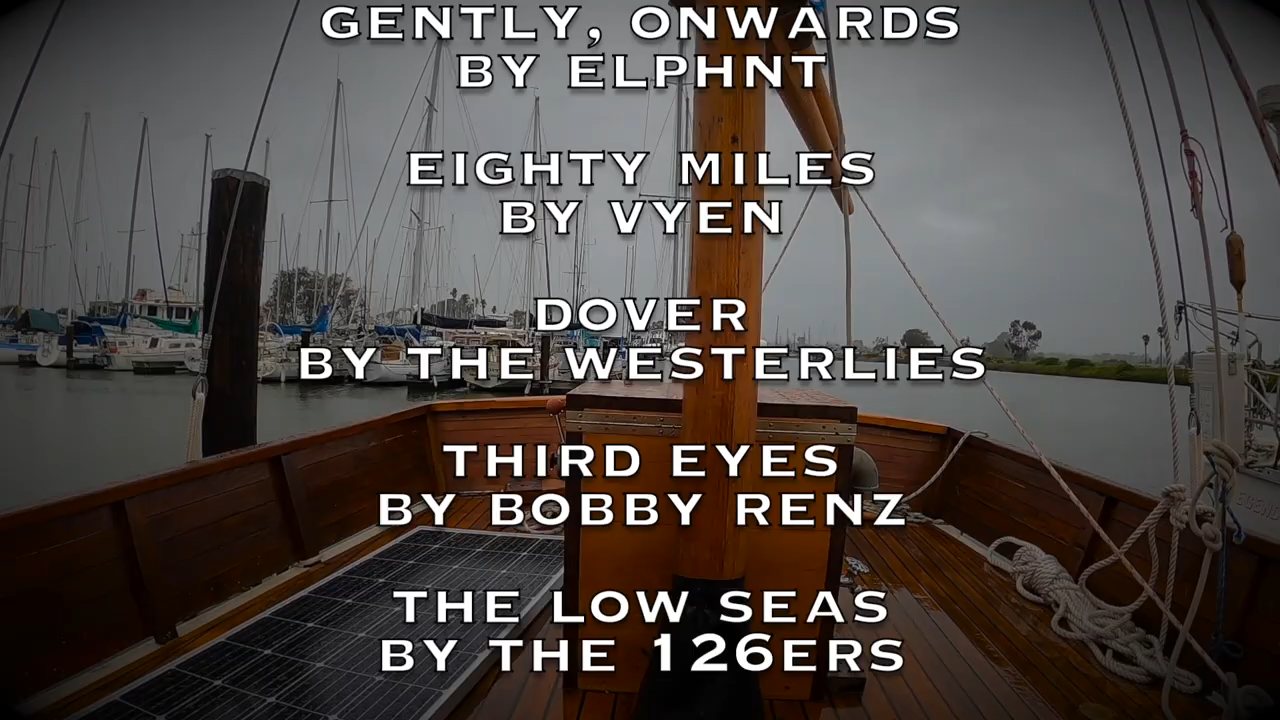 GENTLY, ONWARDS
BY ELPHNT
EIGHTY MILES
BY VYEN
DOVER
BY THE WESTERLIES
THIRD EYES
BY BOBBY RENZ
THE LOW SEAS
BY THE 126ERS